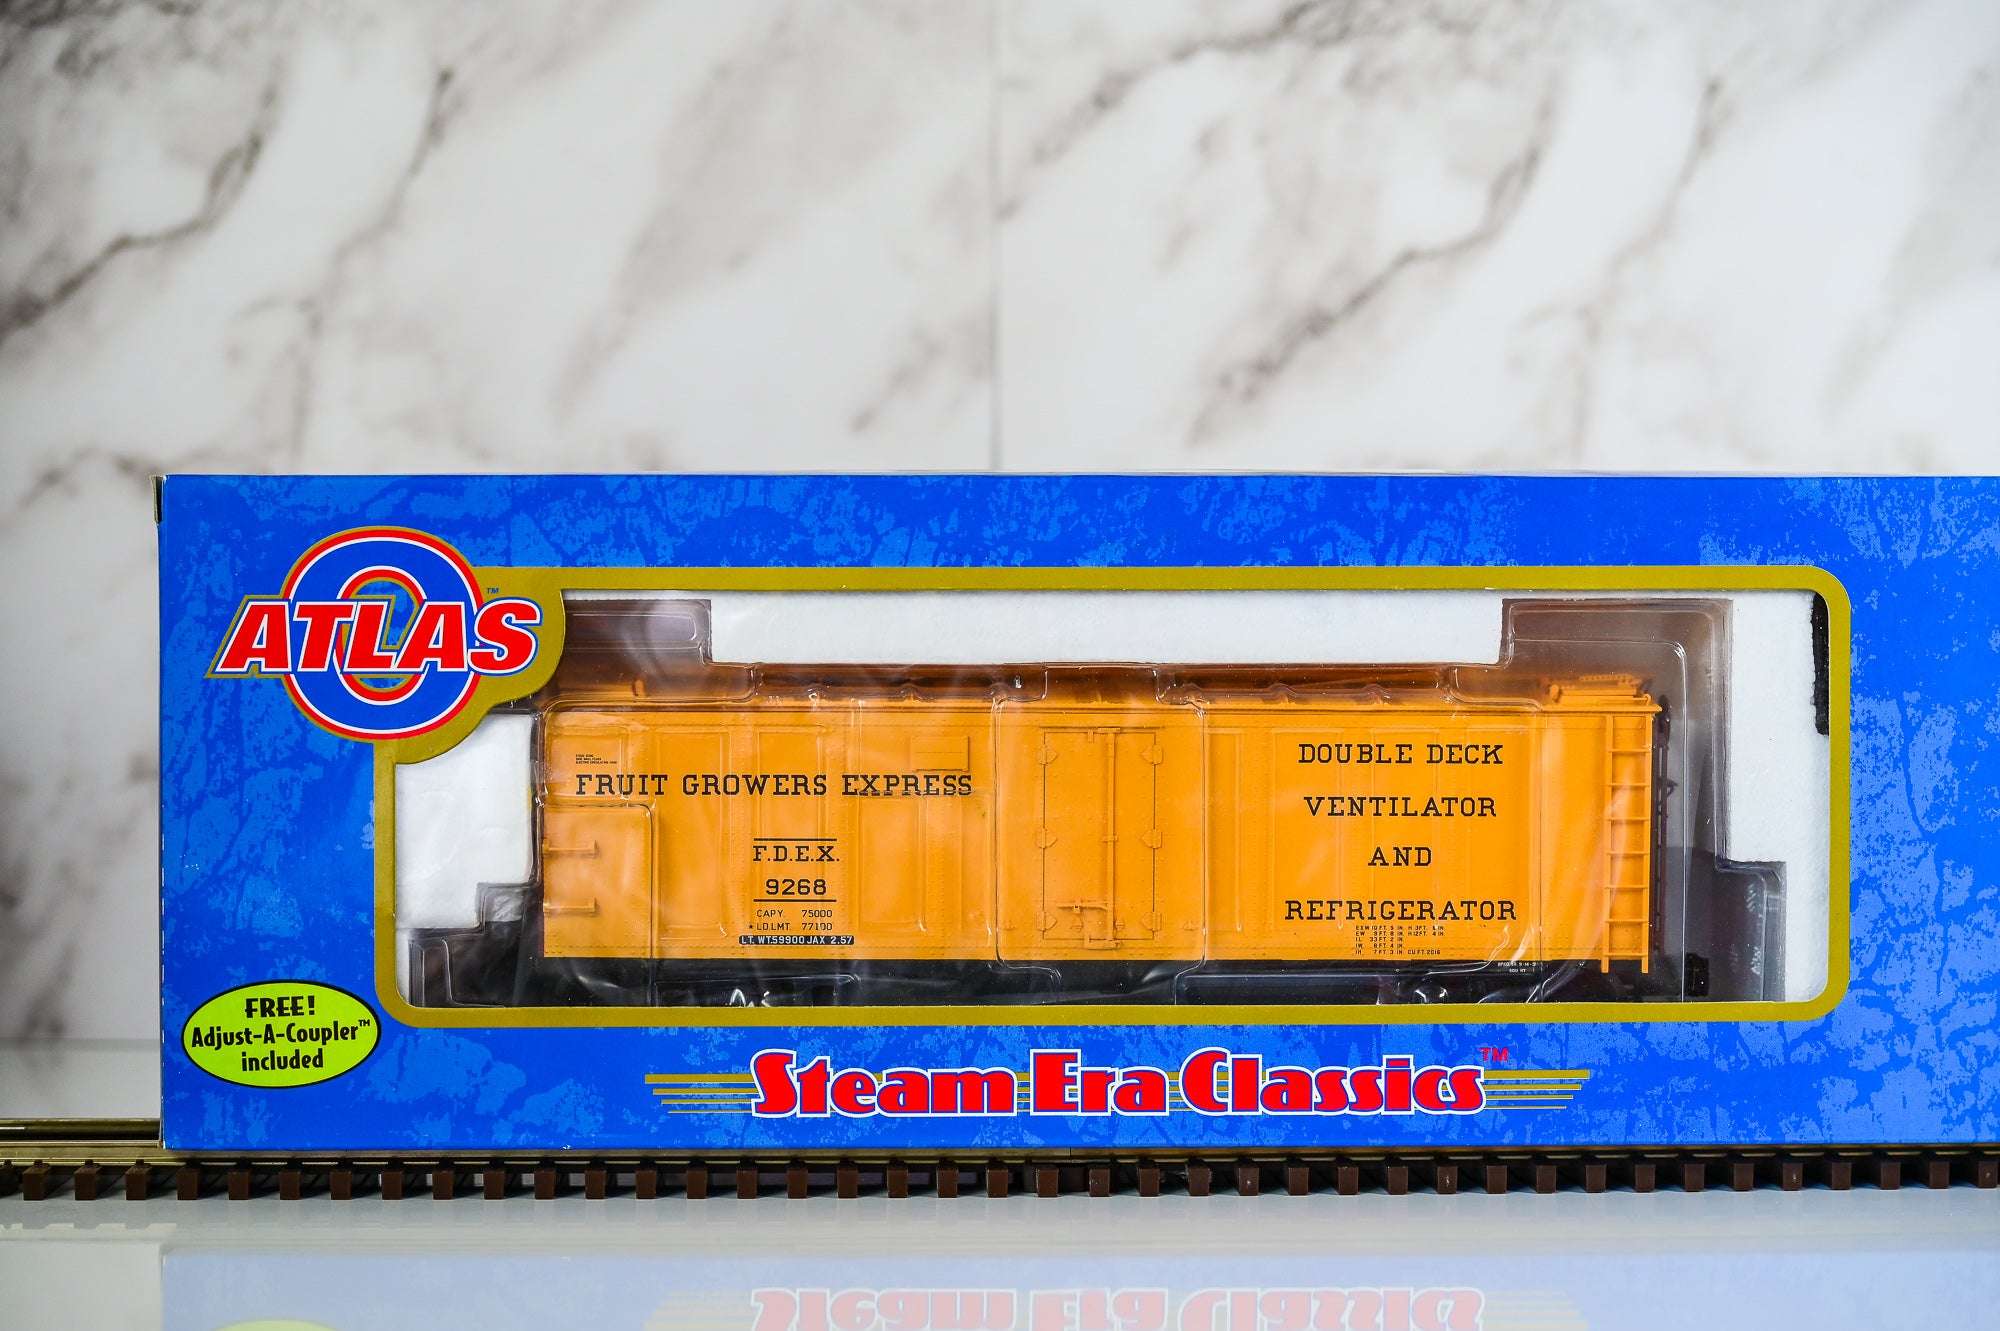 ATLAS
O
TM
FRUIT GROWERS EXPRESS
F.D.E.X.
9268
CAPY. 75000
★ LD.LMT. 77100
LT. WT. 59900 JAX 2.57
DOUBLE DECK
VENTILATOR
AND
REFRIGERATOR
FREE!
Adjust-A-Coupler™
included
Steam Era Classics™